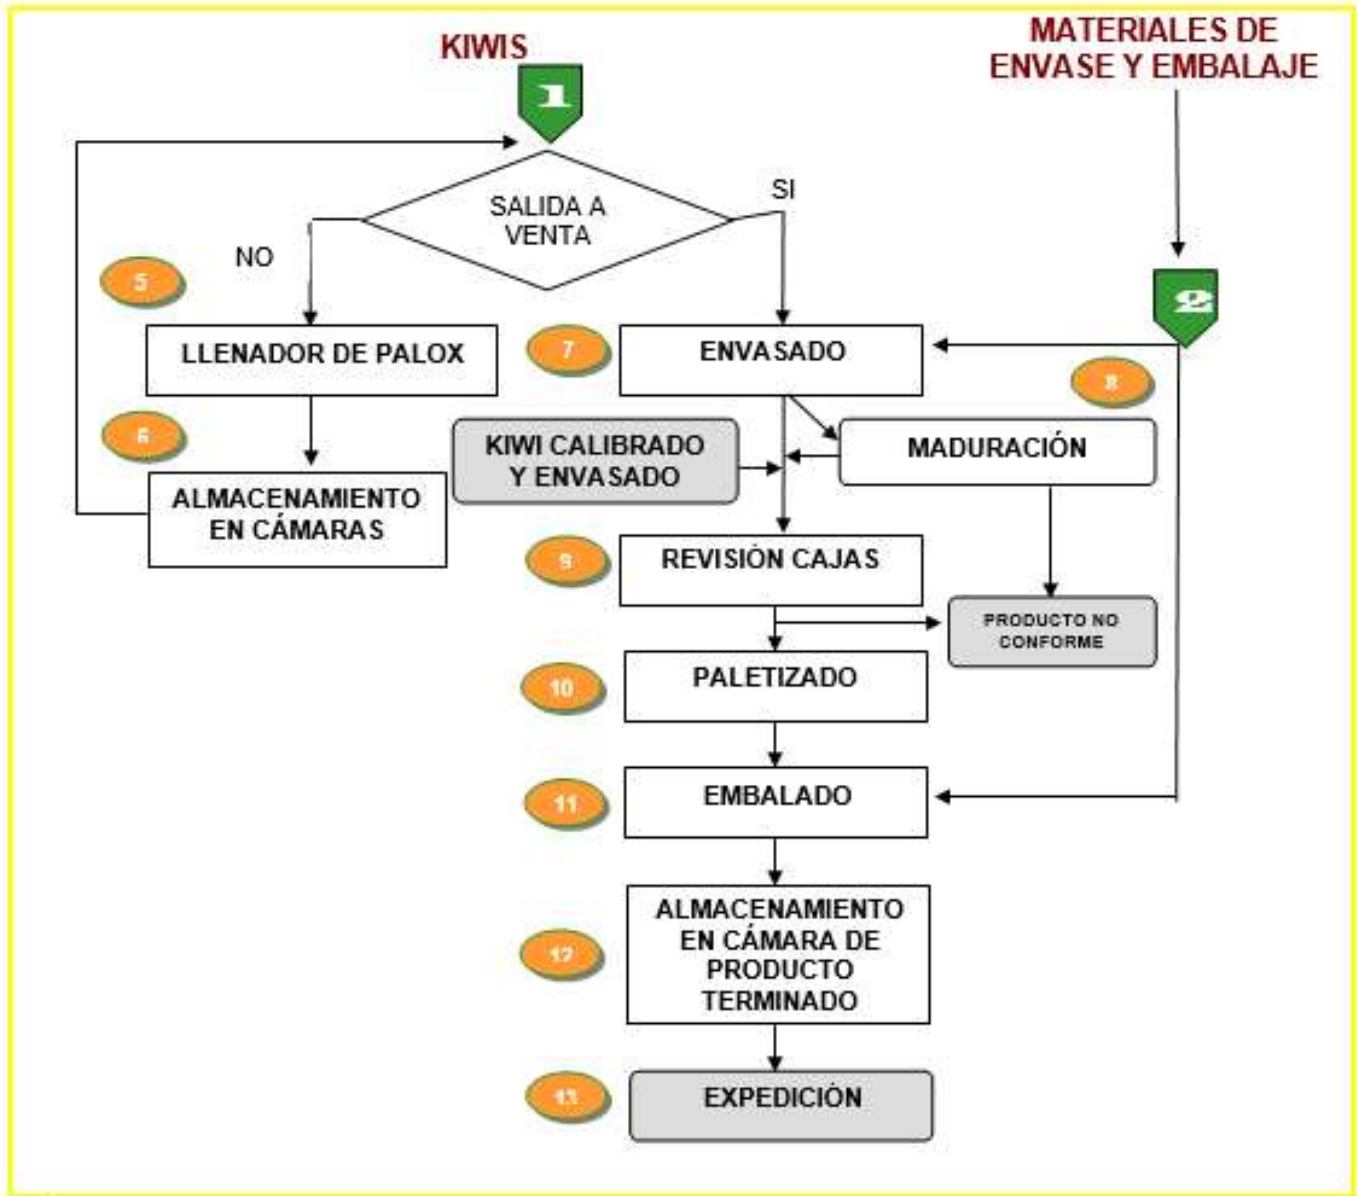 KIWIS
MATERIALES DE
ENVASE Y EMBALAJE
1
SALIDA A
VENTA
SI
NO
5
2
LLENADOR DE PALOX
7
ENVASADO
8
6
KIWI CALIBRADO
Y ENVASADO
MADURACIÓN
ALMACENAMIENTO
EN CÁMARAS
9
REVISIÓN CAJAS
PRODUCTO NO
CONFORME
10
PALETIZADO
11
EMBALADO
ALMACENAMIENTO
EN CÁMARA DE
PRODUCTO
TERMINADO
12
13
EXPEDICIÓN